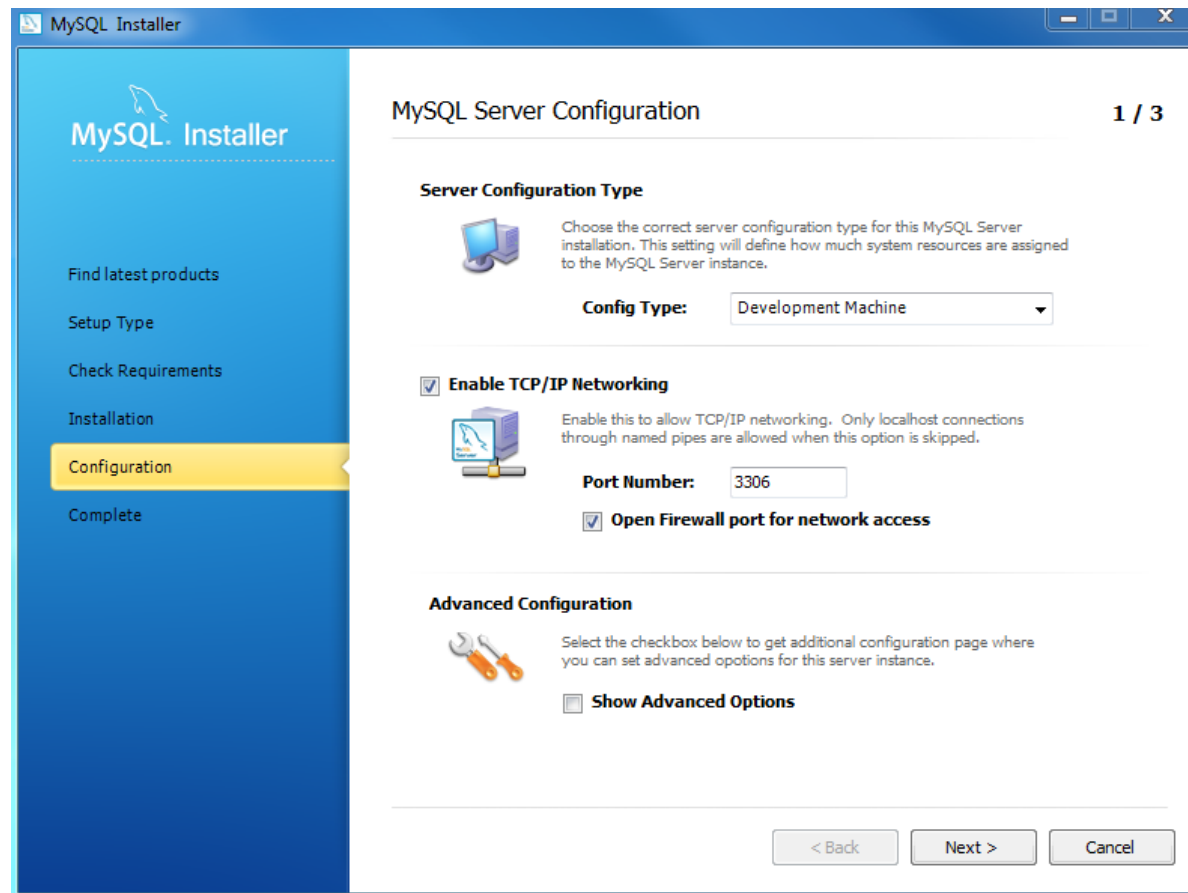 MySQL Installer
MySQL. Installer
Find latest products
Setup Type
Check Requirements
Installation
Configuration
Complete
MySQL Server Configuration
1 / 3
Server Configuration Type
Choose the correct server configuration type for this MySQL Server
installation. This setting will define how much system resources are assigned
to the MySQL Server instance.
Config Type: Development Machine
Enable TCP/IP Networking
Enable this to allow TCP/IP networking. Only localhost connections
through named pipes are allowed when this option is skipped.
Port Number: 3306
Open Firewall port for network access
Advanced Configuration
Select the checkbox below to get additional configuration page where
you can set advanced opotions for this server instance.
Show Advanced Options
< Back Next > Cancel